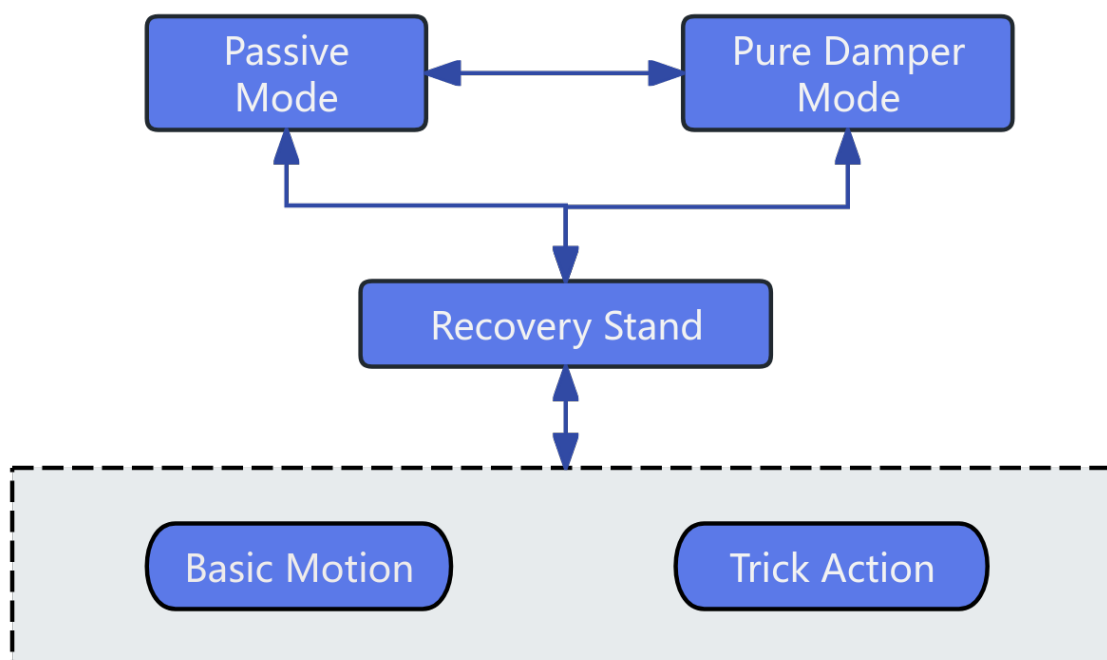 Passive
Mode
Pure Damper
Mode
Recovery Stand
Basic Motion
Trick Action